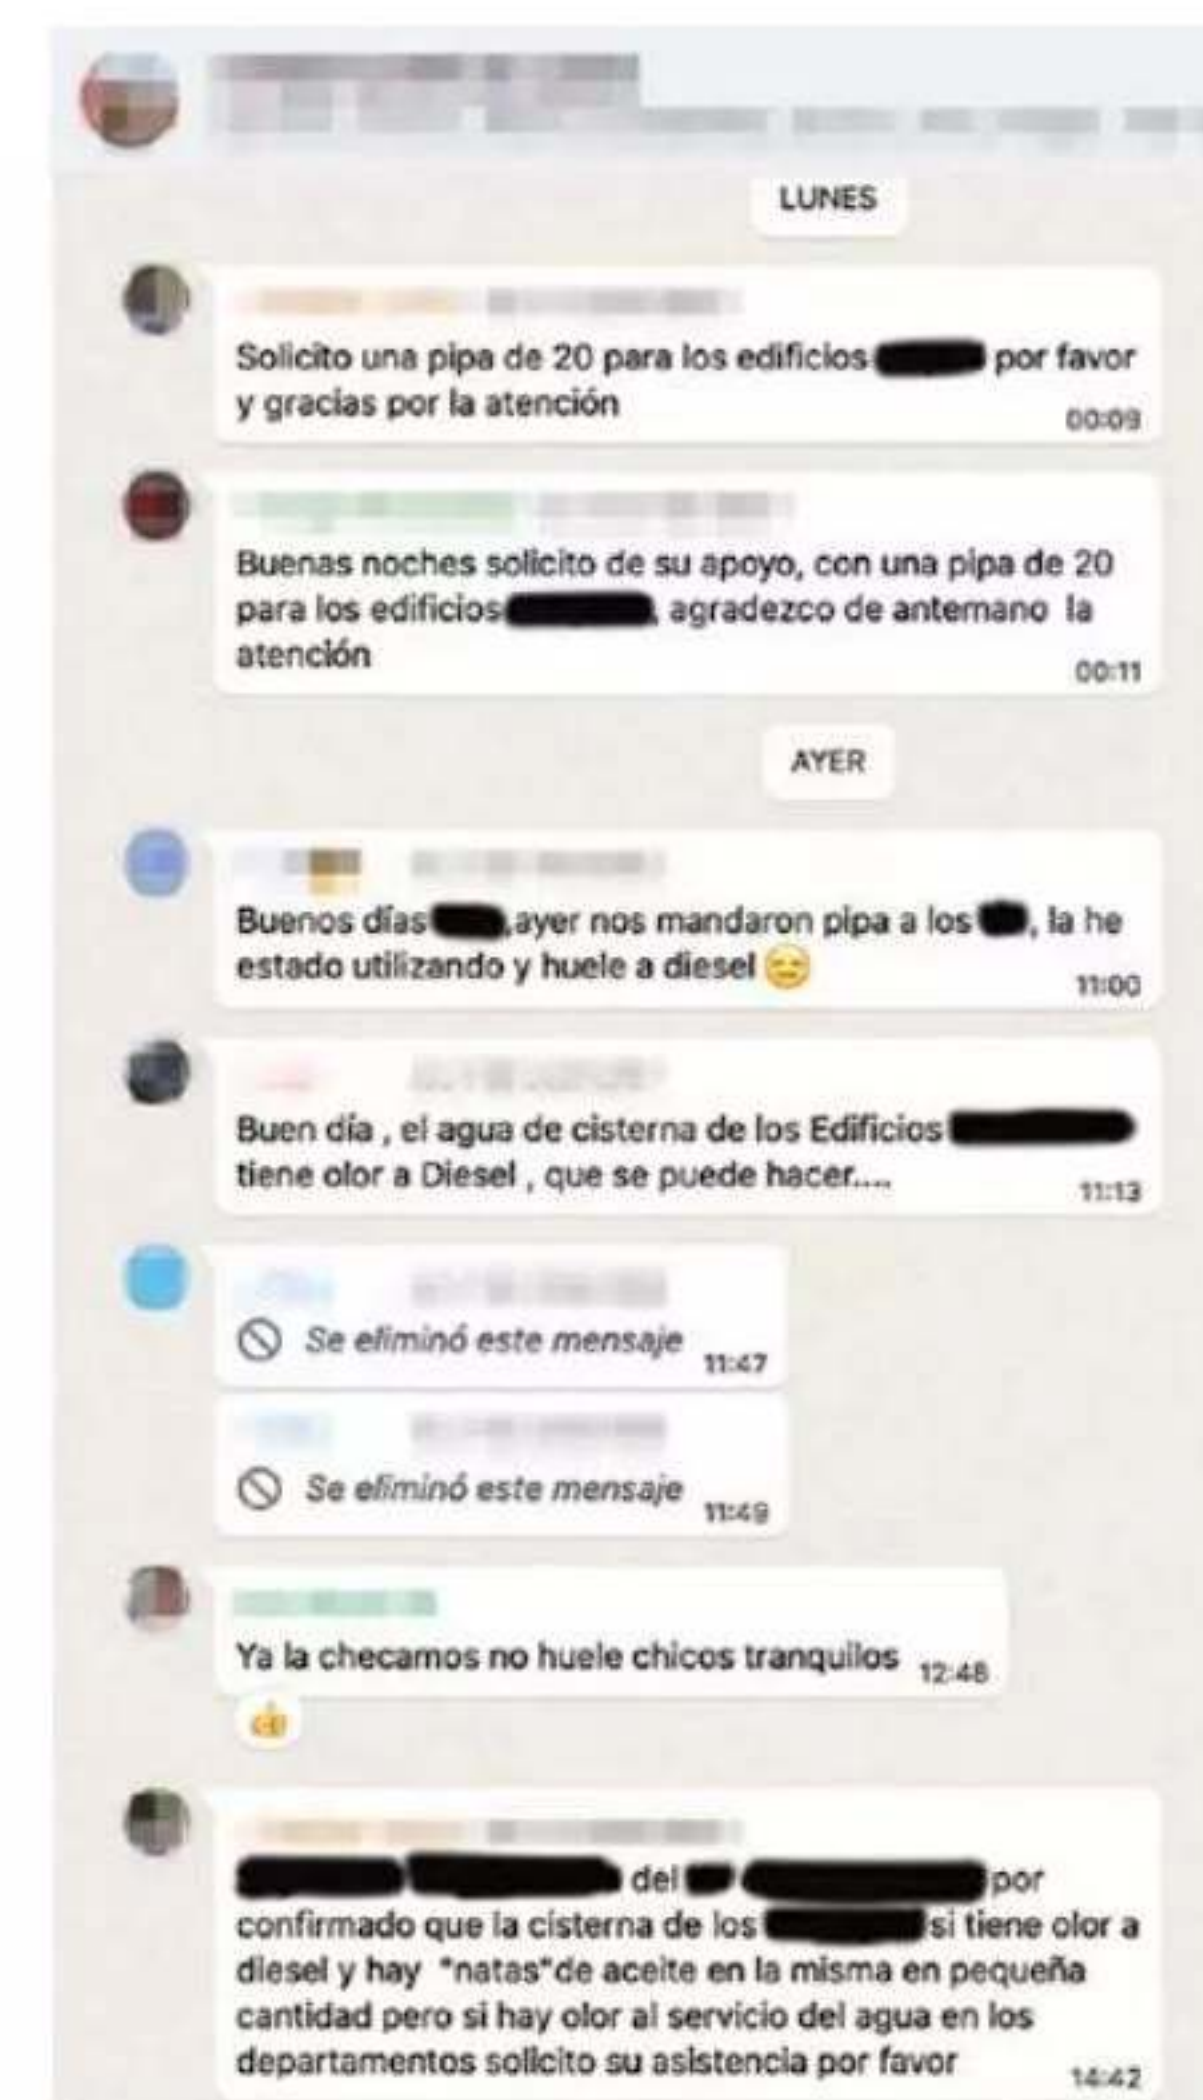 LUNES
Solicito una pipa de 20 para los edificios por favor
y gracias por la atención
00:09
Buenas noches solicito de su apoyo, con una pipa de 20
para los edificios, agradezco de antemano la
atención
00:11
AYER
Buenos días ,ayer nos mandaron pipa a los , la he
estado utilizando y huele a diesel 😑
11:00
Buen día , el agua de cisterna de los Edificios
tiene olor a Diesel , que se puede hacer....
11:13
Se eliminó este mensaje
11:47
Se eliminó este mensaje
11:49
Ya la checamos no huele chicos tranquilos
12:48
👍
del por
confirmado que la cisterna de los si tiene olor a
diesel y hay "natas"de aceite en la misma en pequeña
cantidad pero si hay olor al servicio del agua en los
departamentos solicito su asistencia por favor
14:42